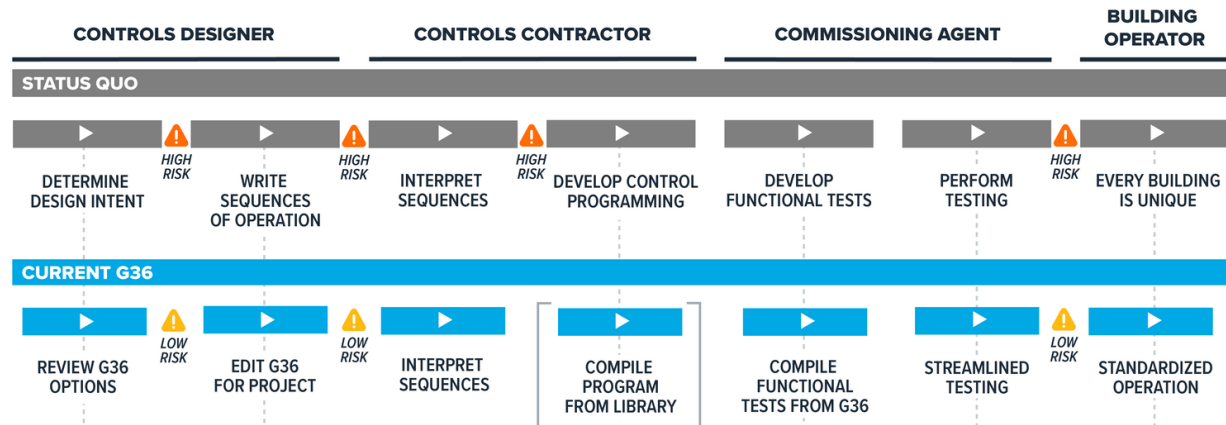 CONTROLS DESIGNER
CONTROLS CONTRACTOR
COMMISSIONING AGENT
BUILDING
OPERATOR
STATUS QUO
!
HIGH
RISK
!
HIGH
RISK
!
HIGH
RISK
!
HIGH
RISK
DETERMINE
DESIGN INTENT
WRITE
SEQUENCES
OF OPERATION
INTERPRET
SEQUENCES
DEVELOP CONTROL
PROGRAMMING
DEVELOP
FUNCTIONAL TESTS
PERFORM
TESTING
EVERY BUILDING
IS UNIQUE
CURRENT G36
!
LOW
RISK
!
LOW
RISK
!
LOW
RISK
REVIEW G36
OPTIONS
EDIT G36
FOR PROJECT
INTERPRET
SEQUENCES
COMPILE
PROGRAM
FROM LIBRARY
COMPILE
FUNCTIONAL
TESTS FROM G36
STREAMLINED
TESTING
STANDARDIZED
OPERATION